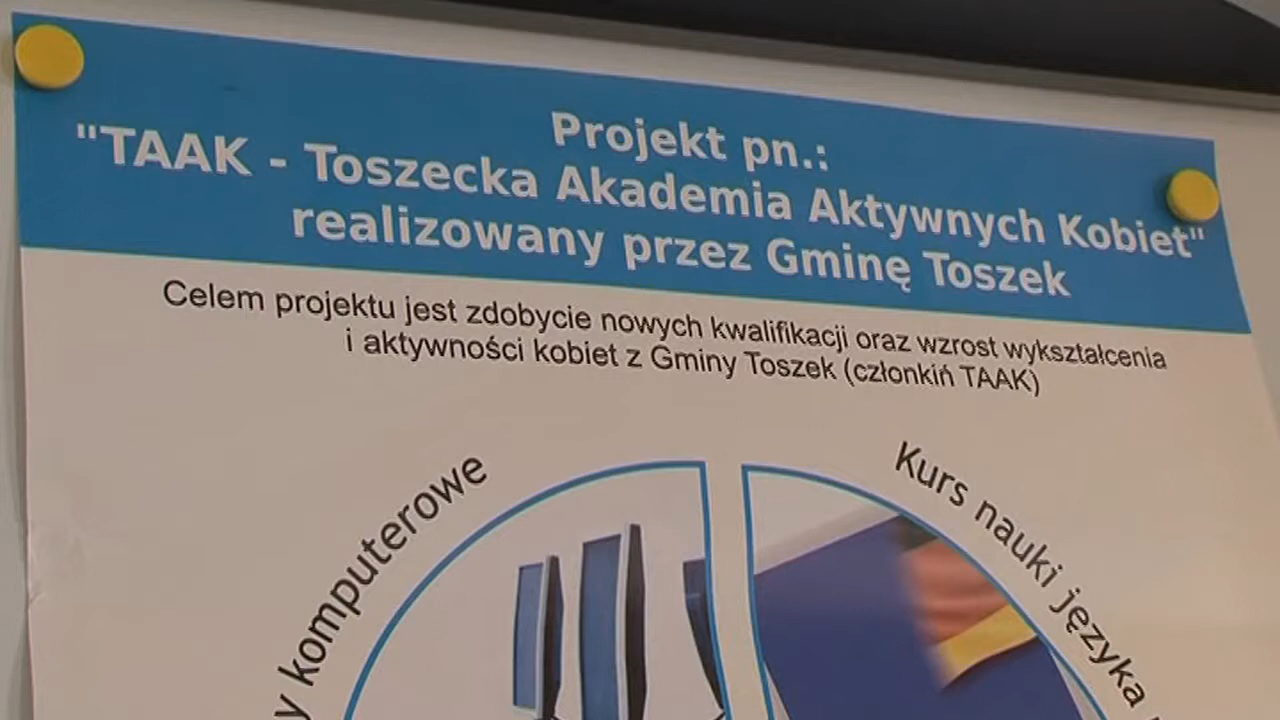 Projekt pn.:
"TAAK - Toszecka Akademia Aktywnych Kobiet"
realizowany przez Gminę Toszek
Celem projektu jest zdobycie nowych kwalifikacji oraz wzrost wykształcenia
i aktywności kobiet z Gminy Toszek (członkiń TAAK)
komputerowe
Kurs nauki języka